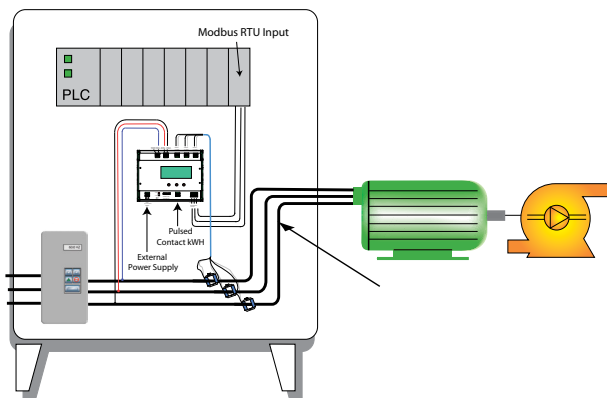 Modbus RTU Input
PLC
Pulsed
Contact kWH
External
Power Supply